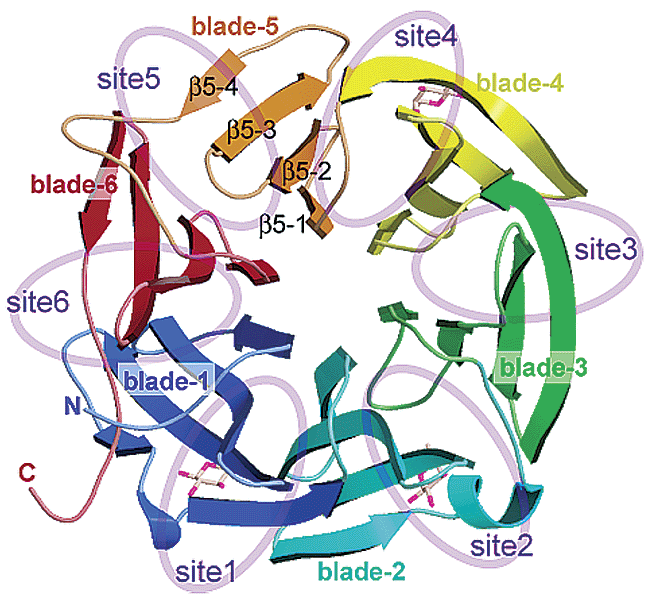 blade-5
site4
site5
β5-4
blade-4
β5-3
β5-2
blade-6
β5-1
site3
site6
blade-3
blade-1
N
C
site2
site1
blade-2